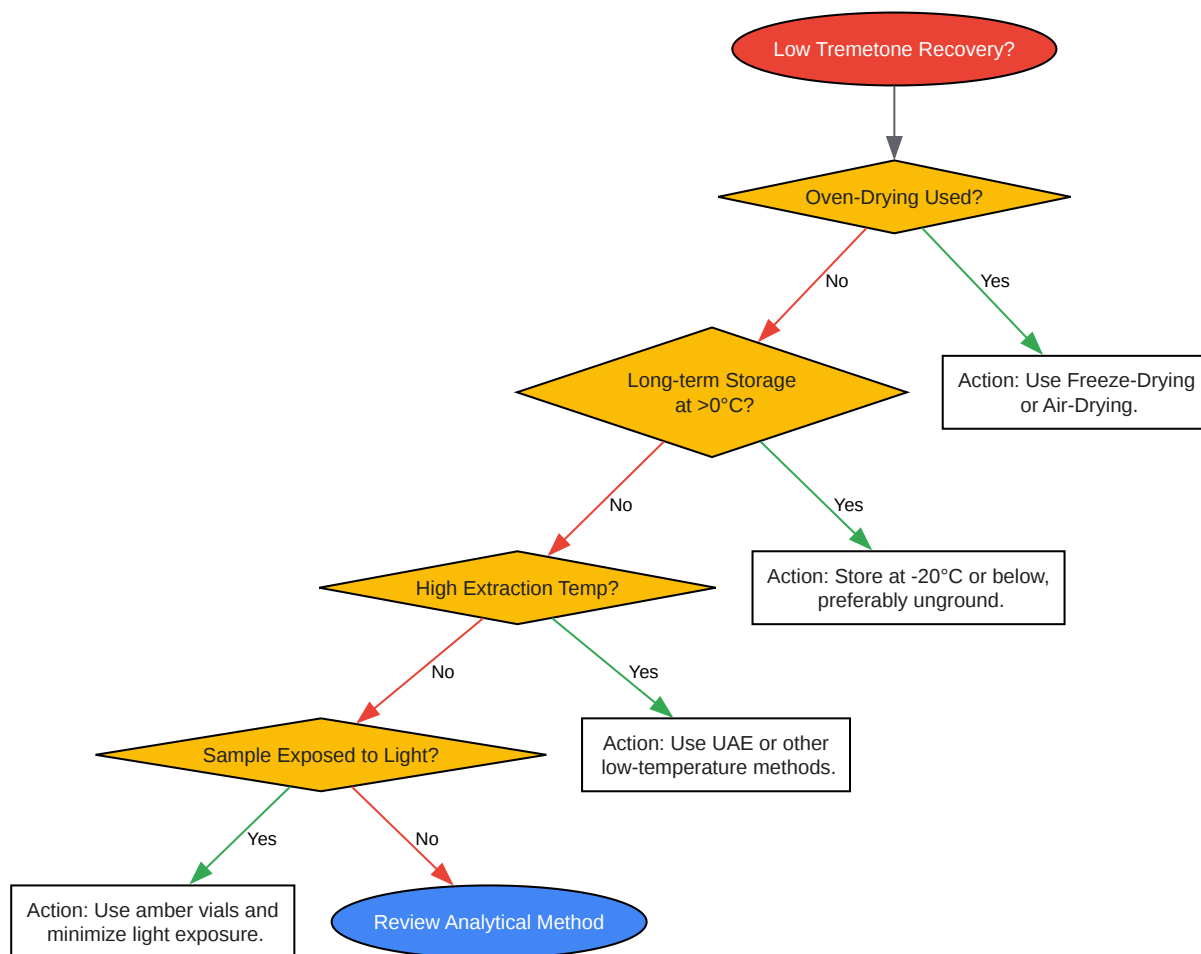 Low Tremetone Recovery?
Oven-Drying Used?
No
Yes
Long-term Storage
at >0°C?
Action: Use Freeze-Drying
or Air-Drying.
No
Yes
High Extraction Temp?
Action: Store at -20°C or below,
preferably unground.
No
Yes
Sample Exposed to Light?
Action: Use UAE or other
low-temperature methods.
Yes
No
Action: Use amber vials and
minimize light exposure.
Review Analytical Method